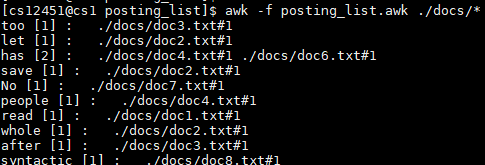 [cs12451@cs1 posting_list]$ awk -f posting_list.awk ./docs/*
too [1] :   ./docs/doc3.txt#1
let [1] :   ./docs/doc2.txt#1
has [2] :   ./docs/doc4.txt#1 ./docs/doc6.txt#1
save [1] :   ./docs/doc2.txt#1
No [1] :   ./docs/doc7.txt#1
people [1] :   ./docs/doc4.txt#1
read [1] :   ./docs/doc1.txt#1
whole [1] :   ./docs/doc2.txt#1
after [1] :   ./docs/doc3.txt#1
syntactic [1] :   ./docs/doc8.txt#1